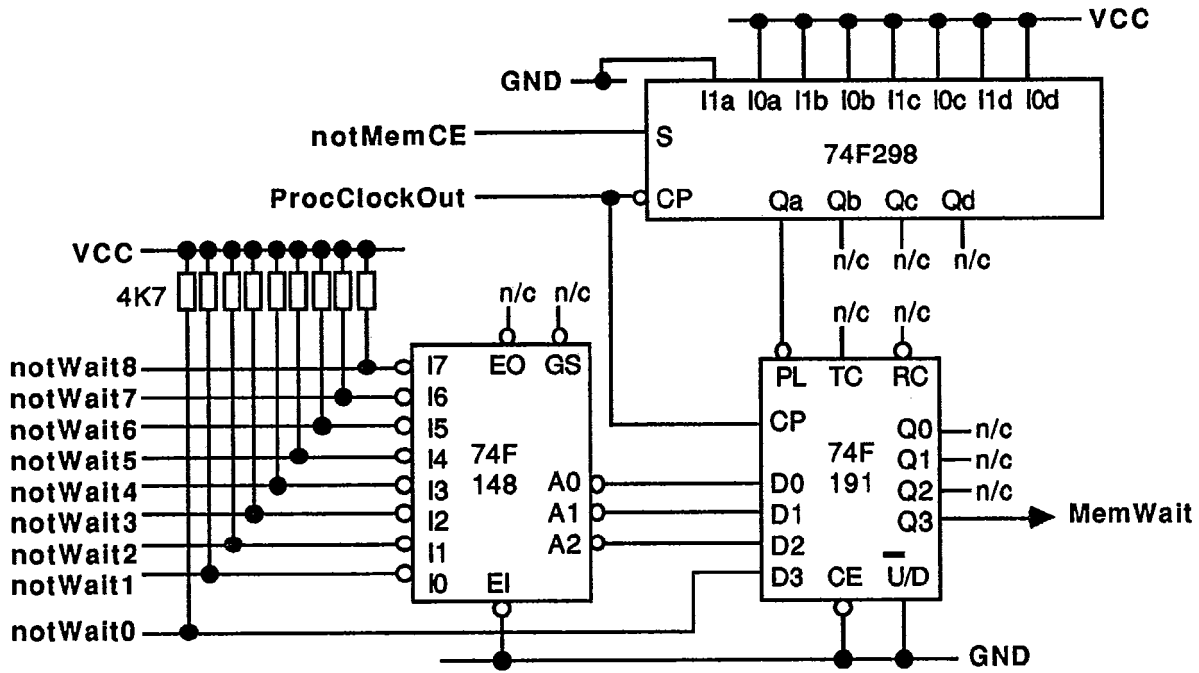 VCC
GND
I1a I0a I1b I0b I1c I0c I1d I0d
notMemCE
S
74F298
ProcClockOut
CP
Qa Qb Qc Qd
VCC
n/c n/c n/c
4K7
n/c n/c
n/c n/c
notWait8
I7
EO GS
PL TC RC
notWait7
I6
notWait6
I5
CP
Q0
n/c
notWait5
I4
74F
148
74F
191
Q1
n/c
notWait4
I3
A0
D0
Q2
n/c
notWait3
I2
A1
D1
Q3
MemWait
notWait2
I1
A2
D2
notWait1
I0
EI
D3
CE
U/D
notWait0
GND